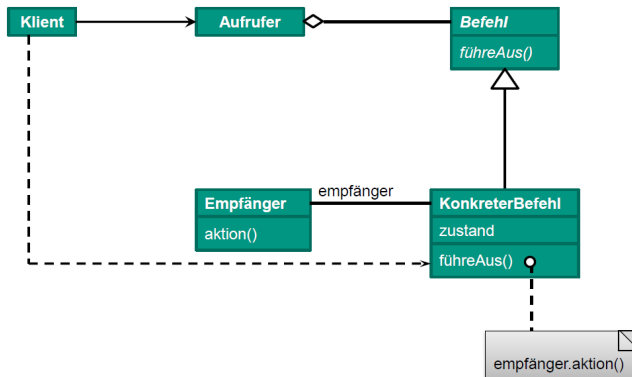 Klient
Aufrufer
Befehl
führeAus()
Empfänger
aktion()
empfänger
KonkreterBefehl
zustand
führeAus()
empfänger.aktion()